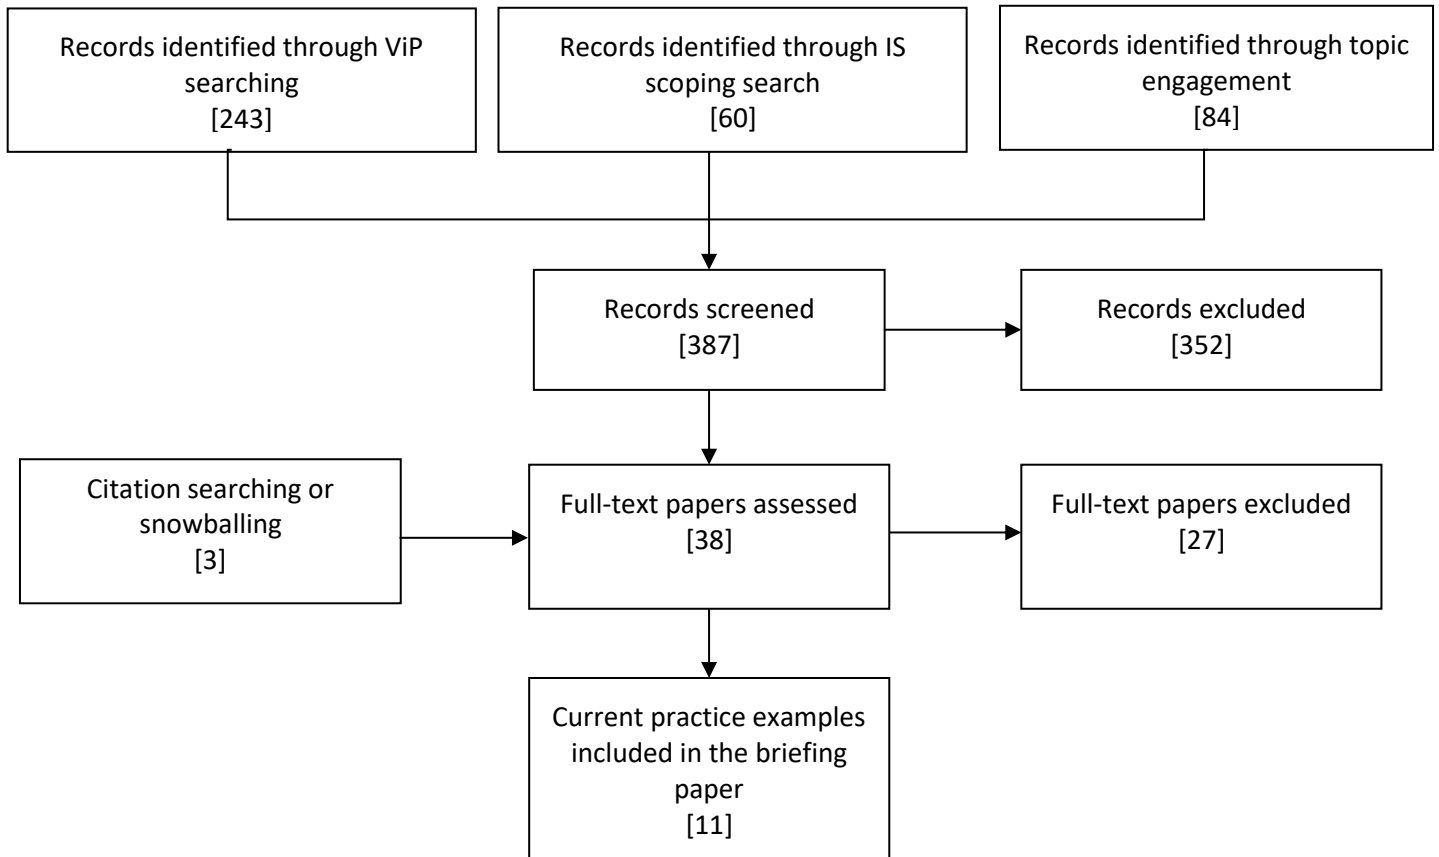 Records identified through ViP
searching
[243]
Records identified through IS
scoping search
[60]
Records identified through topic
engagement
[84]
Records screened
[387]
Records excluded
[352]
Citation searching or
snowballing
[3]
Full-text papers assessed
[38]
Full-text papers excluded
[27]
Current practice examples
included in the briefing
paper
[11]